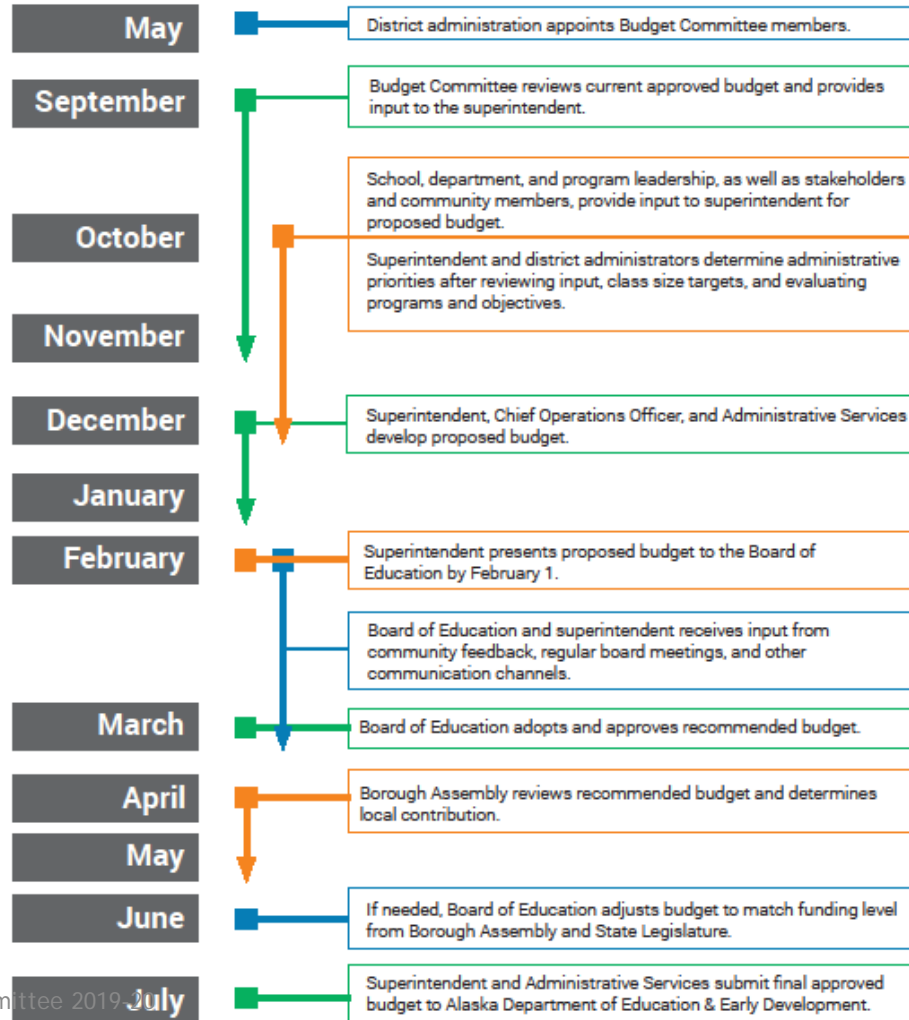 May
District administration appoints Budget Committee members.
September
Budget Committee reviews current approved budget and provides
input to the superintendent.
School, department, and program leadership, as well as stakeholders
and community members, provide input to superintendent for
proposed budget.
October
Superintendent and district administrators determine administrative
priorities after reviewing input, class size targets, and evaluating
programs and objectives.
November
December
Superintendent, Chief Operations Officer, and Administrative Services
develop proposed budget.
January
February
Superintendent presents proposed budget to the Board of
Education by February 1.
Board of Education and superintendent receives input from
community feedback, regular board meetings, and other
communication channels.
March
Board of Education adopts and approves recommended budget.
April
Borough Assembly reviews recommended budget and determines
local contribution.
May
June
If needed, Board of Education adjusts budget to match funding level
from Borough Assembly and State Legislature.
mittee 2019-20
July
Superintendent and Administrative Services submit final approved
budget to Alaska Department of Education & Early Development.